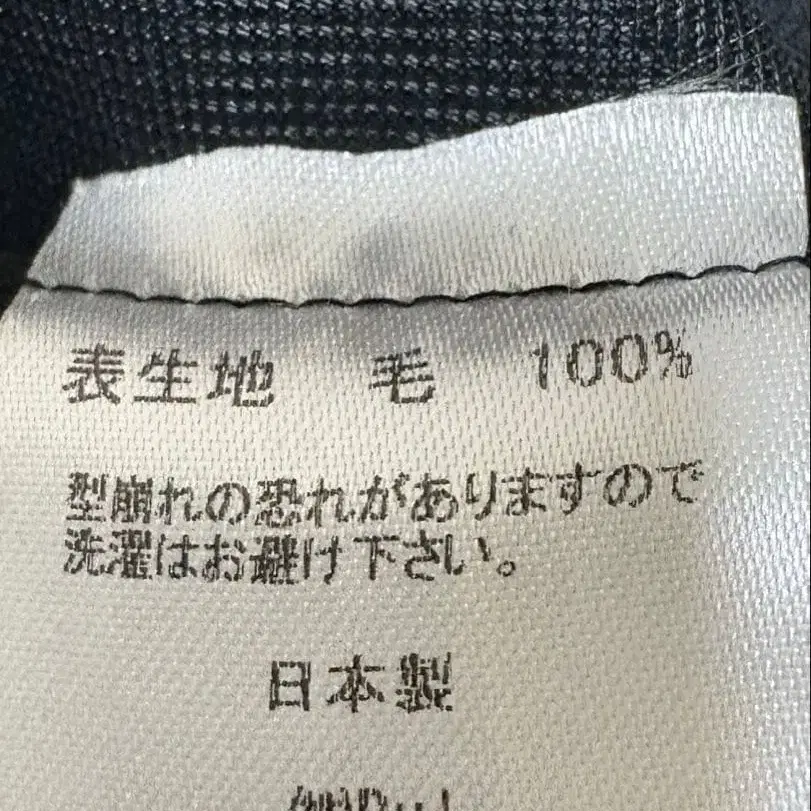 表生地 毛 100%
型崩れの恐れがありますので
洗濯はお避け下さい。
日本製